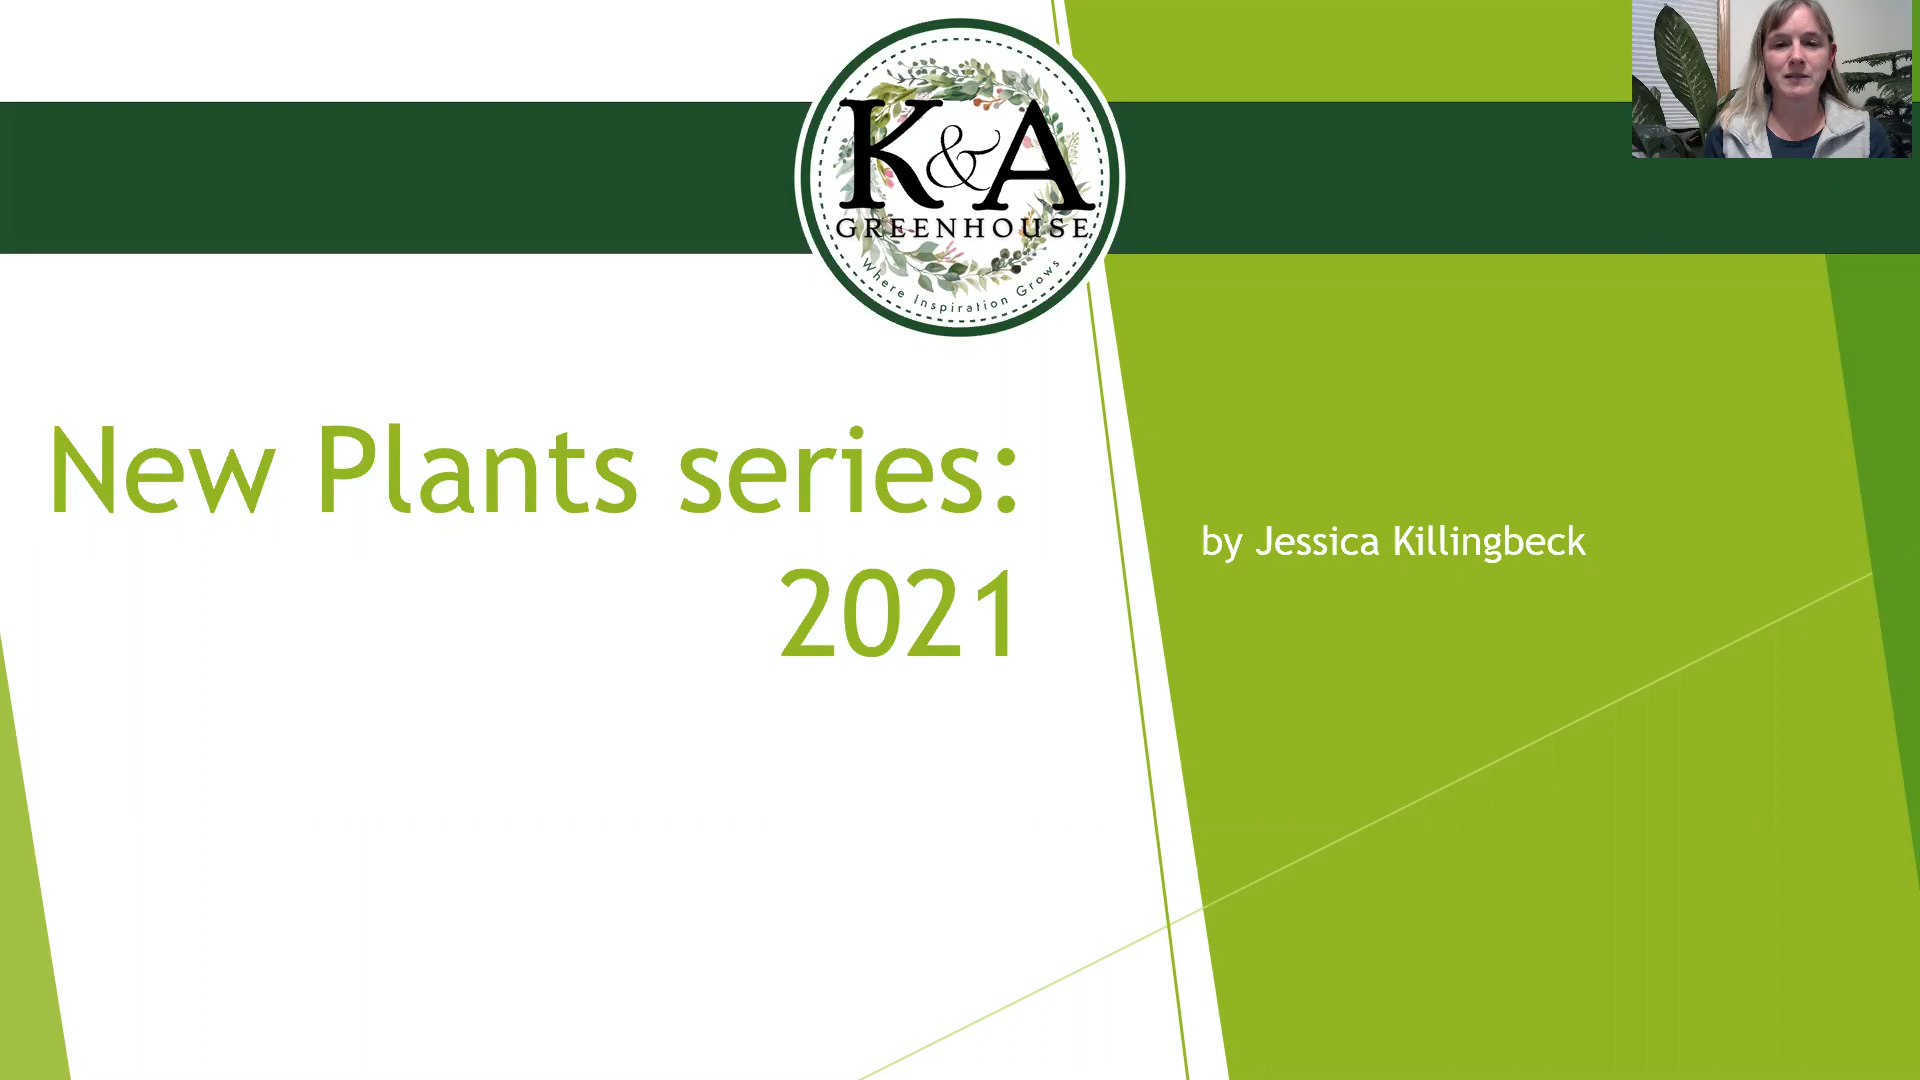 K&A
GREENHOUSE
Where Inspiration Grows
New Plants series:
2021
by Jessica Killingbeck